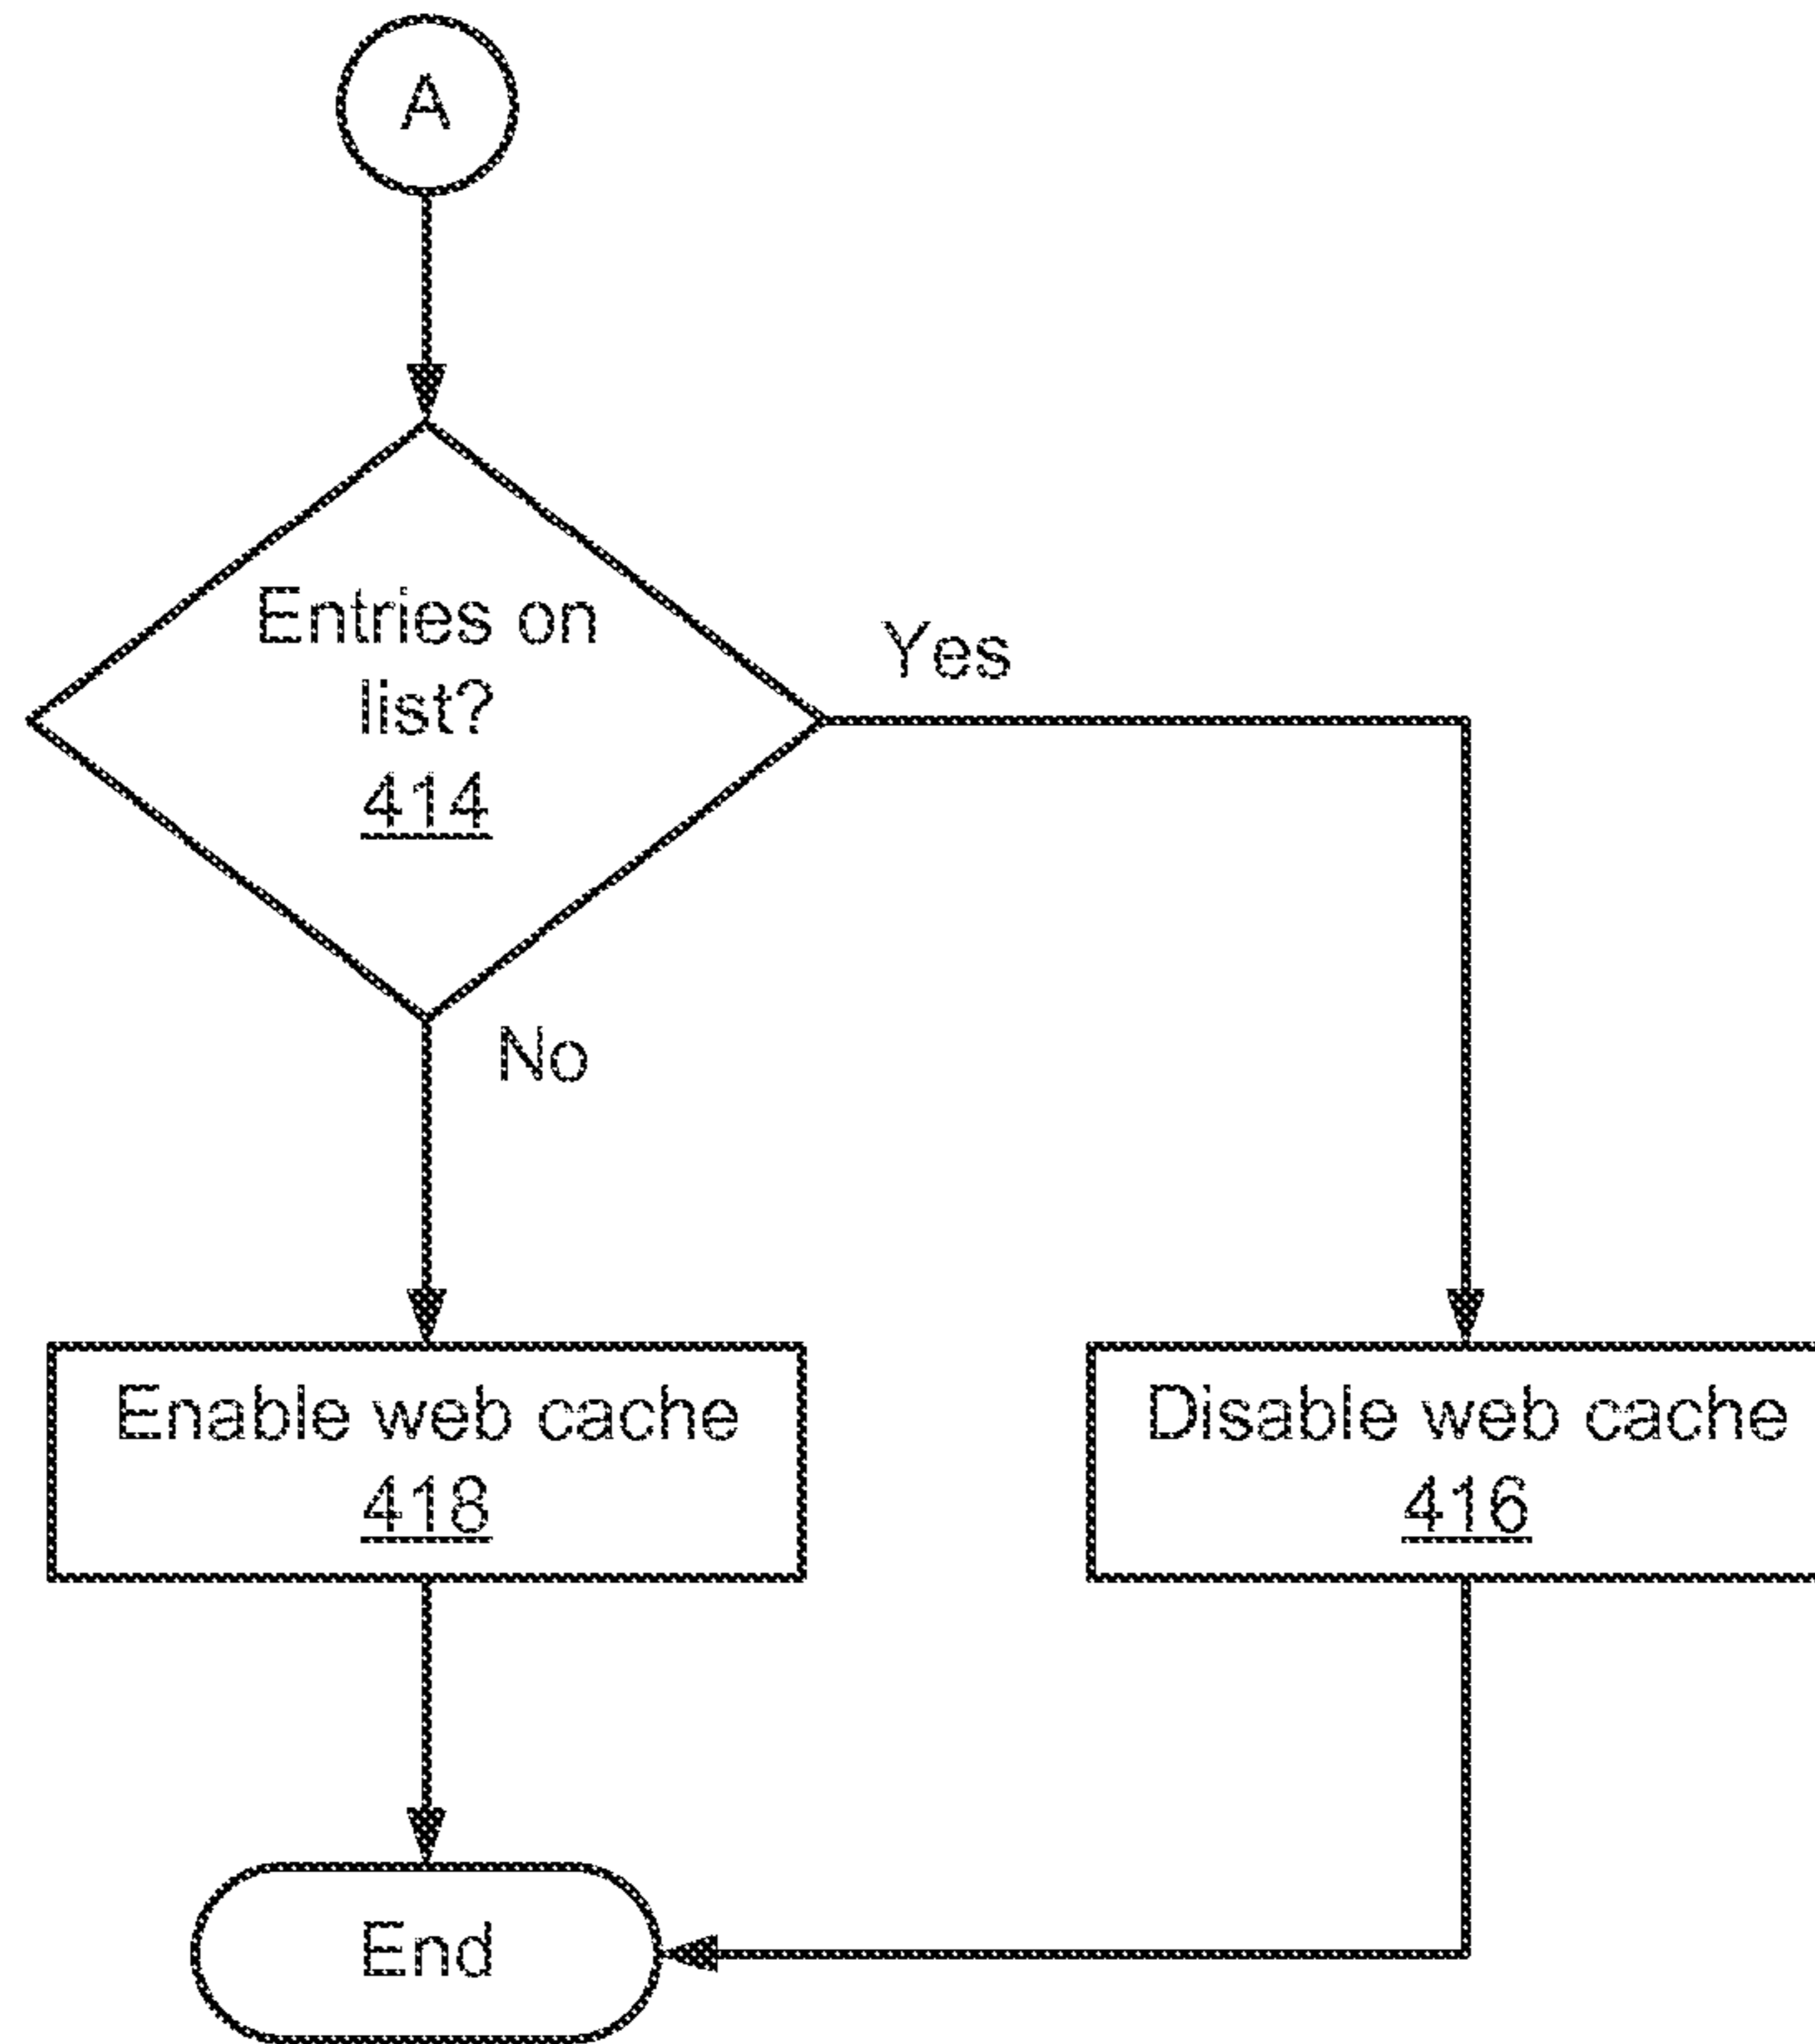 A
Entries on
list?
414
Yes
No
Enable web cache
418
Disable web cache
416
End